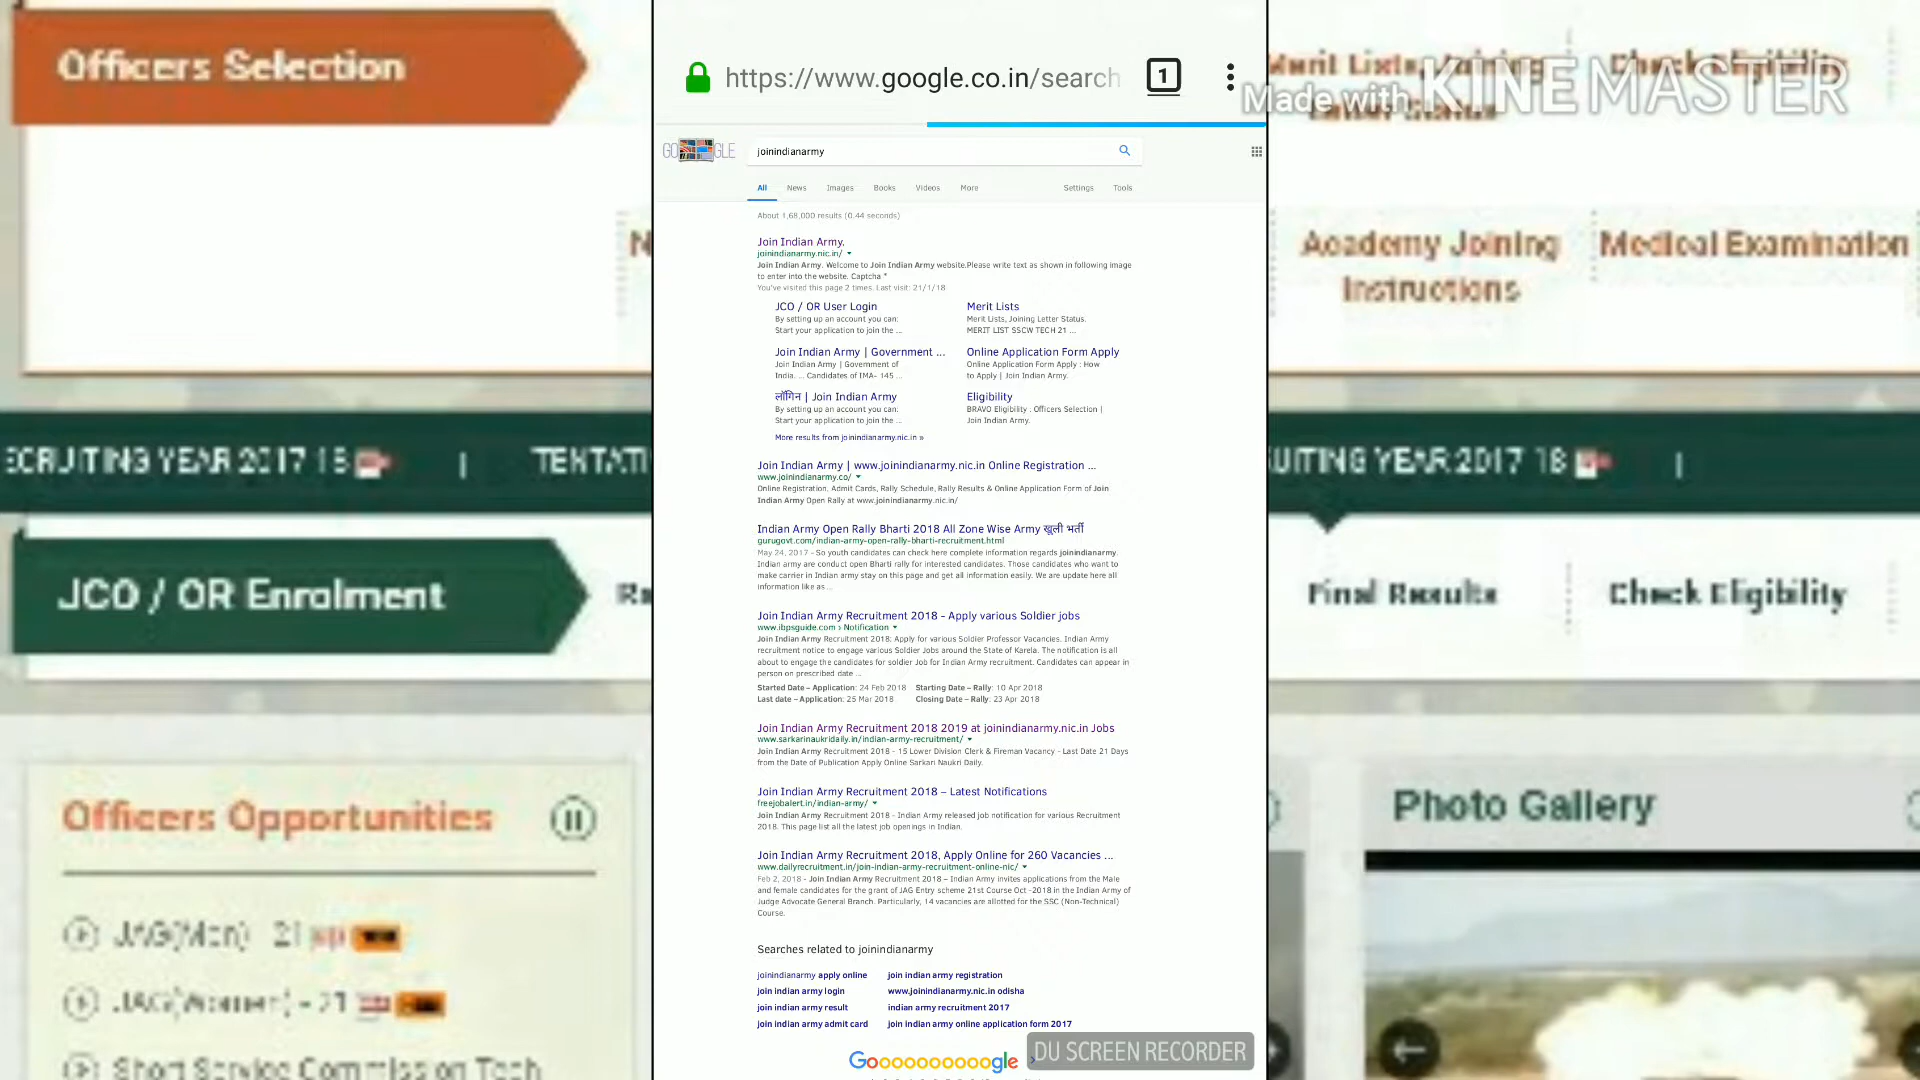 Officers Selection
https://www.google.co.in/search
1
Made with KINEMASTER
Check Eligibility
GO GLE
joinindianarmy
All News Images Books Videos More Settings Tools
About 1,68,000 results (0.44 seconds)
Join Indian Army.
joinindianarmy.nic.in/
Join Indian Army. Welcome to Join Indian Army website.Please write text as shown in following image
to enter into the website. Captcha *
You've visited this page 2 times. Last visit: 21/1/18
JCO / OR User Login
By setting up an account you can:
Start your application to join the ...
Merit Lists
Merit Lists, Joining Letter Status.
MERIT LIST SSCW TECH 21 ...
Join Indian Army | Government ...
Join Indian Army | Government of
India. ... Candidates of IMA- 145 ...
Online Application Form Apply
Online Application Form Apply : How
to Apply | Join Indian Army.
लॉगिन | Join Indian Army
By setting up an account you can:
Start your application to join the ...
Eligibility
BRAVO Eligibility : Officers Selection |
Join Indian Army.
More results from joinindianarmy.nic.in »
Join Indian Army | www.joinindianarmy.nic.in Online Registration ...
www.joinindianarmy.co/
Online Registration, Admit Cards, Rally Schedule, Rally Results & Online Application Form of Join
Indian Army Open Rally at www.joinindianarmy.nic.in/
Indian Army Open Rally Bharti 2018 All Zone Wise Army खुली भर्ती
gurugovt.com/indian-army-open-rally-bharti-recruitment.html
May 24, 2017 - So youth candidates can check here complete information regards joinindianarmy.
Indian army are conduct open Bharti rally for interested candidates. Those candidates who want to
make carrier in Indian army stay on this page and get all information easily. We are update here all
information like as ...
Join Indian Army Recruitment 2018 - Apply various Soldier jobs
www.ibpsguide.com › Notification
Join Indian Army Recruitment 2018: Apply for various Soldier Professor Vacancies. Indian Army
recruitment notice to engage various Soldier Jobs around the State of Karela. The notification is all
about to engage the candidates for soldier Job for Indian Army recruitment. Candidates can appear in
person on prescribed date ...
Started Date – Application: 24 Feb 2018 Starting Date – Rally: 10 Apr 2018
Last date – Application: 25 Mar 2018 Closing Date – Rally: 23 Apr 2018
Join Indian Army Recruitment 2018 2019 at joinindianarmy.nic.in Jobs
www.sarkarinaukridaily.in/indian-army-recruitment/
Join Indian Army Recruitment 2018 - 15 Lower Division Clerk & Fireman Vacancy - Last Date 21 Days
from the Date of Publication Apply Online Sarkari Naukri Daily.
Join Indian Army Recruitment 2018 – Latest Notifications
freejobalert.in/indian-army/
Join Indian Army Recruitment 2018 - Indian Army released job notification for various Recruitment
2018. This page list all the latest job openings in Indian.
Join Indian Army Recruitment 2018, Apply Online for 260 Vacancies ...
www.dailyrecruitment.in/join-indian-army-recruitment-online-nic/
Feb 2, 2018 - Join Indian Army Recruitment 2018 – Indian Army invites applications from the Male
and female candidates for the grant of JAG Entry scheme 21st Course Oct -2018 in the Indian Army of
Judge Advocate General Branch. Particularly, 14 vacancies are allotted for the SSC (Non-Technical)
Course.
Searches related to joinindianarmy
joinindianarmy apply online join indian army registration
join indian army login www.joinindianarmy.nic.in odisha
join indian army result indian army recruitment 2017
join indian army admit card join indian army online application form 2017
Goooooooooogle
DU SCREEN RECORDER
Academy Joining
Instructions
Medical Examination
ECRUITING YEAR 2017 18 | TENTATI
UITING YEAR 2017 18 |
JCO / OR Enrolment
Final Results
Check Eligibility
Officers Opportunities
JAG(Men) - 21
JAG(Women) - 21
Short Service Commission Tech
Photo Gallery